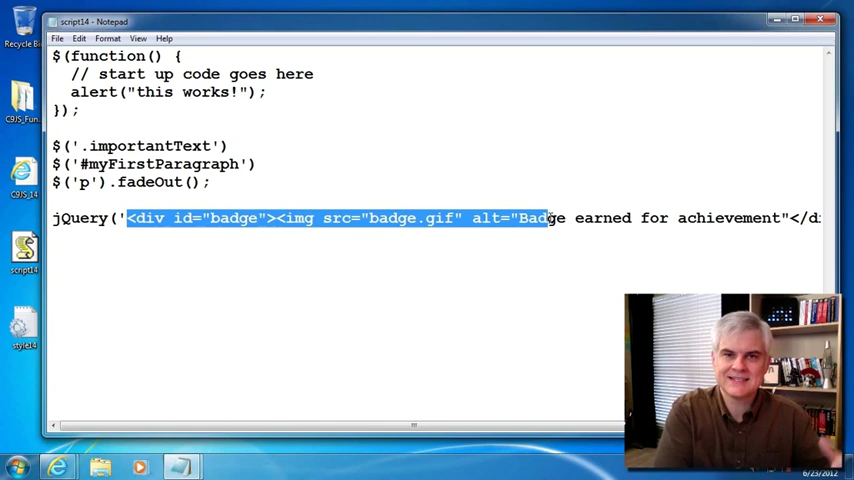 Recycle Bin
script14 - Notepad
File Edit Format View Help
$(function() {
// start up code goes here
alert("this works!");
});
$('.importantText')
$('#myFirstParagraph')
$('p').fadeOut();
jQuery('<div id="badge"><img src="badge.gif" alt="Badge earned for achievement"</di
C9JS_Fun...
C9JS_14
script14
style14
6/23/2012